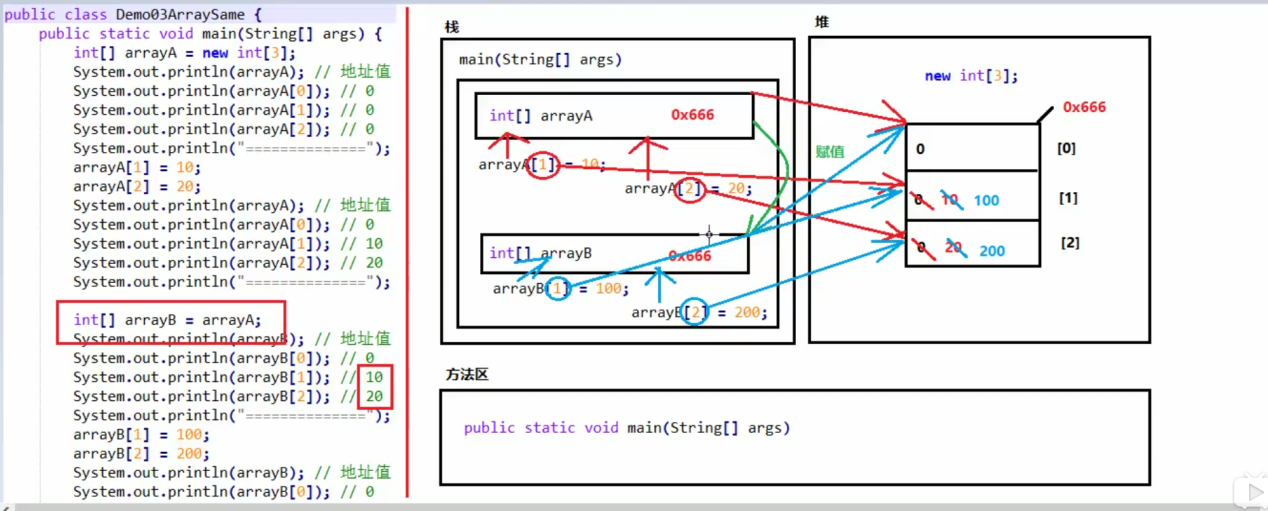 public class Demo03ArraySame {
public static void main(String[] args) {
int[] arrayA = new int[3];
System.out.println(arrayA); // 地址值
System.out.println(arrayA[0]); // 0
System.out.println(arrayA[1]); // 0
System.out.println(arrayA[2]); // 0
System.out.println("==============");
arrayA[1] = 10;
arrayA[2] = 20;
System.out.println(arrayA); // 地址值
System.out.println(arrayA[0]); // 0
System.out.println(arrayA[1]); // 10
System.out.println(arrayA[2]); // 20
System.out.println("==============");
int[] arrayB = arrayA;
System.out.println(arrayB); // 地址值
System.out.println(arrayB[0]); // 0
System.out.println(arrayB[1]); // 10
System.out.println(arrayB[2]); // 20
System.out.println("==============");
arrayB[1] = 100;
arrayB[2] = 200;
System.out.println(arrayB); // 地址值
System.out.println(arrayB[0]); // 0
栈
main(String[] args)
int[] arrayA 0x666
arrayA[1] = 10;
arrayA[2] = 20;
赋值
int[] arrayB 0x666
arrayB[1] = 100;
arrayB[2] = 200;
堆
new int[3];
0x666
0 [0]
0 10 100 [1]
0 20 200 [2]
方法区
public static void main(String[] args)